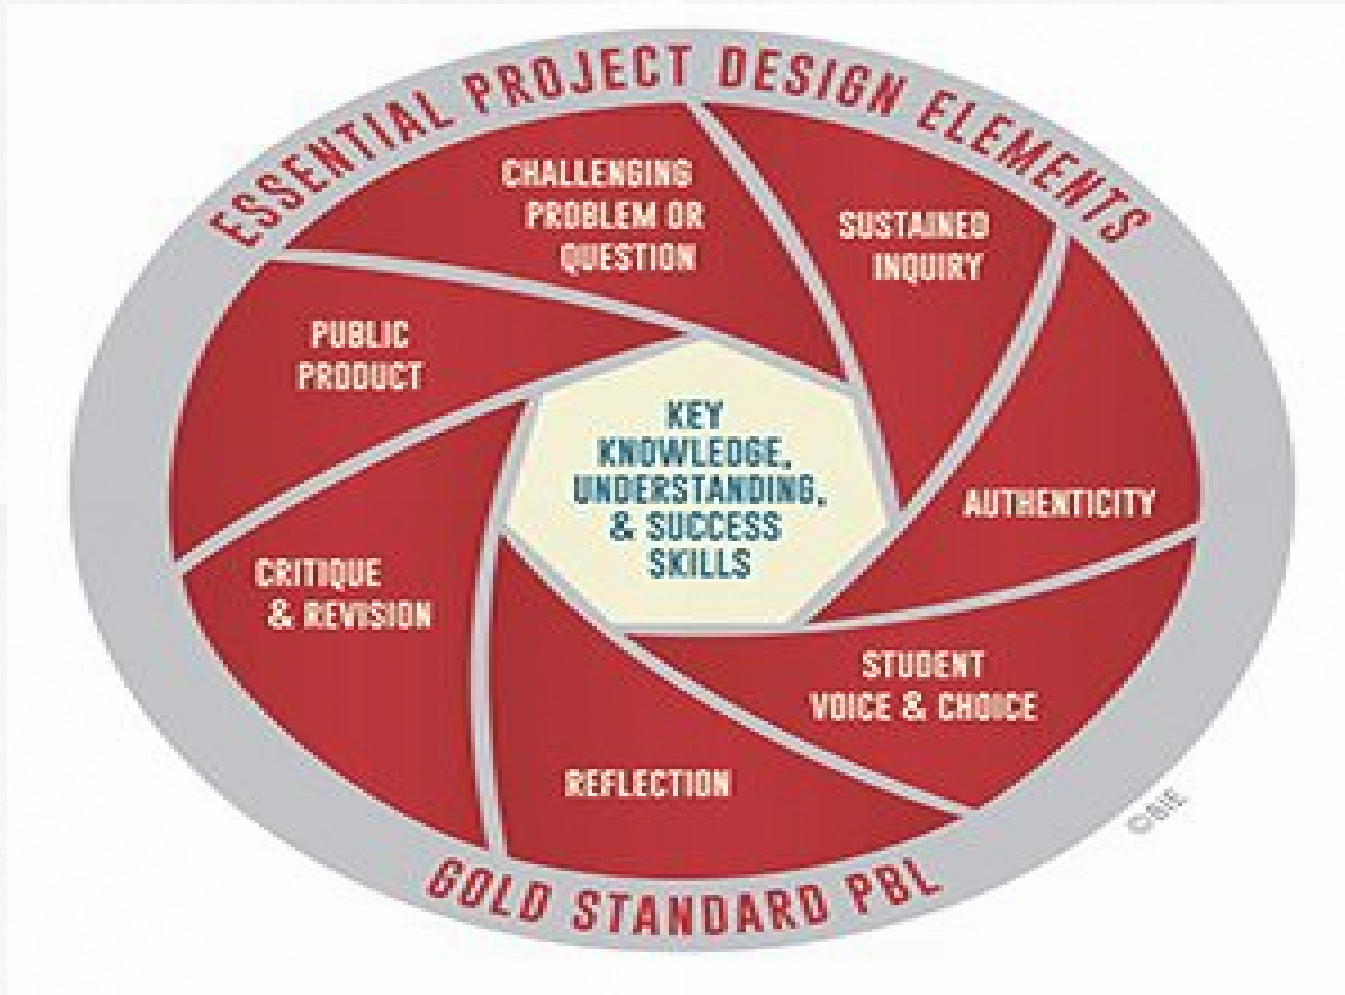 ESSENTIAL PROJECT DESIGN ELEMENTS
CHALLENGING
PROBLEM OR
QUESTION
SUSTAINED
INQUIRY
AUTHENTICITY
STUDENT
VOICE & CHOICE
REFLECTION
CRITIQUE
& REVISION
PUBLIC
PRODUCT
KEY
KNOWLEDGE,
UNDERSTANDING,
& SUCCESS
SKILLS
GOLD STANDARD PBL
©BIE